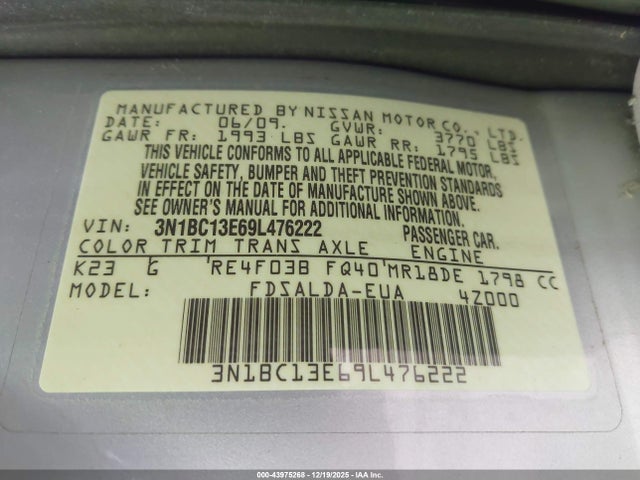 MANUFACTURED BY NISSAN MOTOR CO., LTD.
DATE: 06/09. GVWR: 3770 LBS
GAWR FR: 1993 LBS GAWR RR: 1795 LBS
THIS VEHICLE CONFORMS TO ALL APPLICABLE FEDERAL MOTOR
VEHICLE SAFETY, BUMPER AND THEFT PREVENTION STANDARDS
IN EFFECT ON THE DATE OF MANUFACTURE SHOWN ABOVE.
SEE OWNER'S MANUAL FOR ADDITIONAL INFORMATION.
VIN: 3N1BC13E69L476222 PASSENGER CAR.
COLOR TRIM TRANS AXLE ENGINE
K23 G RE4F03B FQ40 MR18DE 1798 CC
MODEL: FDSALDA-EUA 4Z000
3N1BC13E69L476222
000-43975268 - 12/19/2025 - IAA Inc.